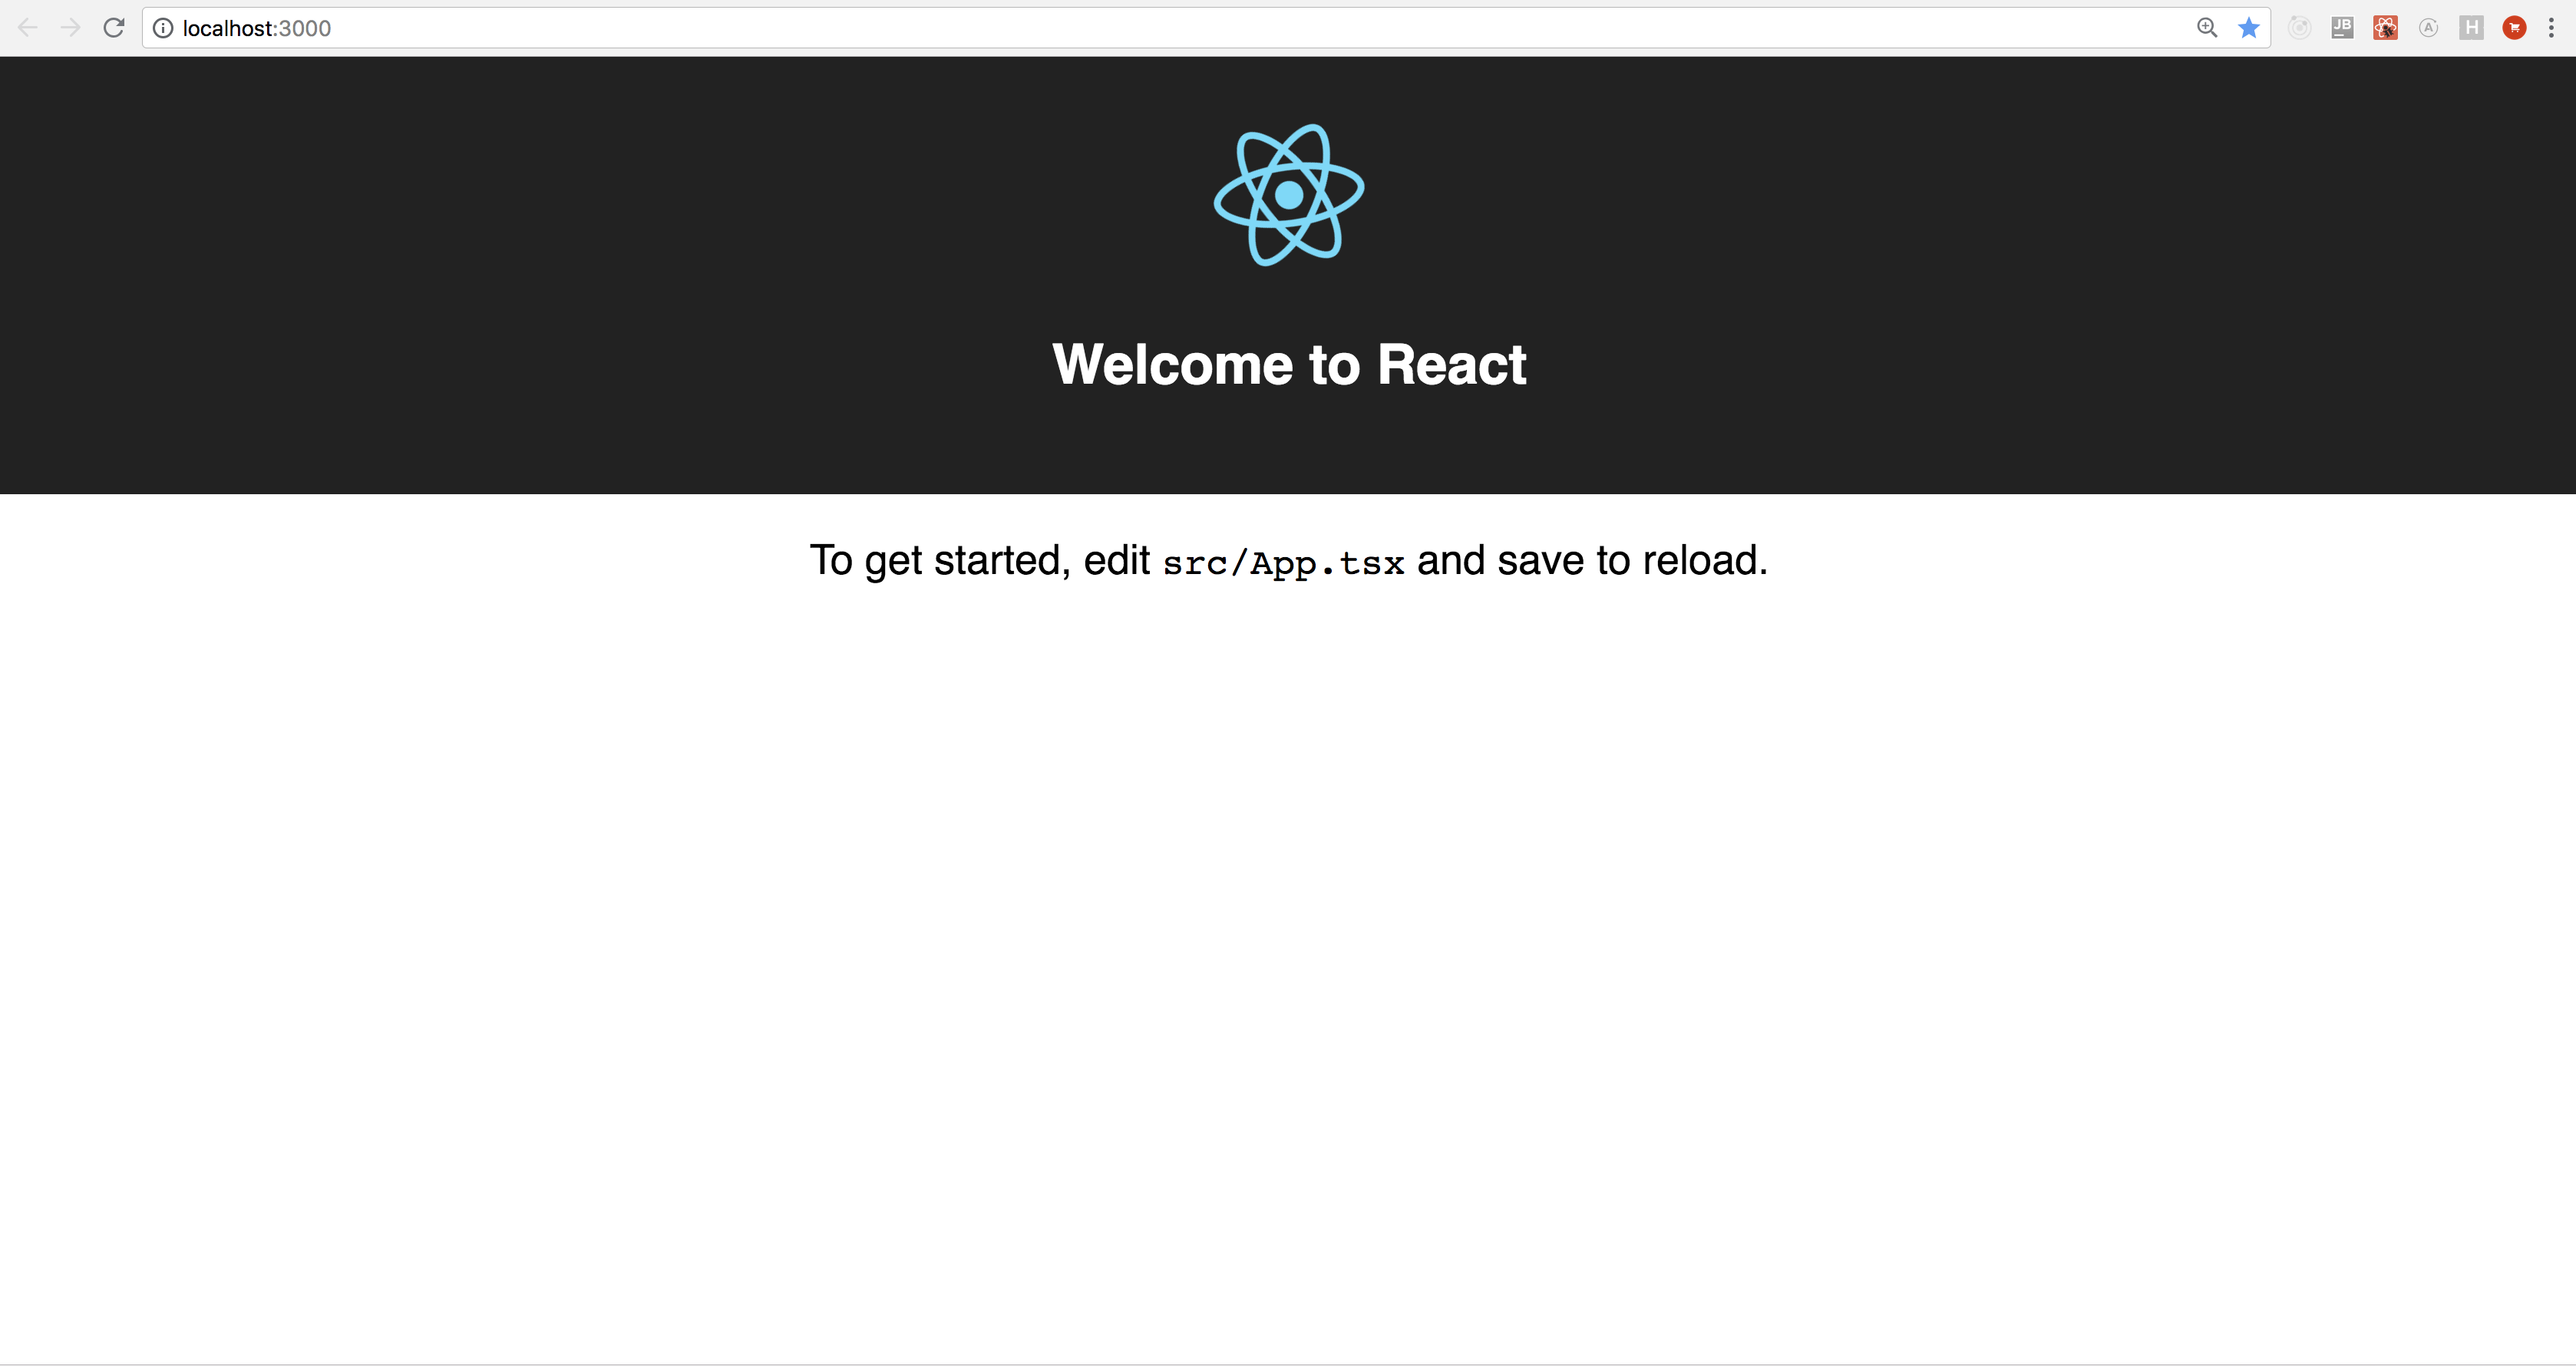 localhost:3000
JB
A
H
Welcome to React
To get started, edit src/App.tsx and save to reload.